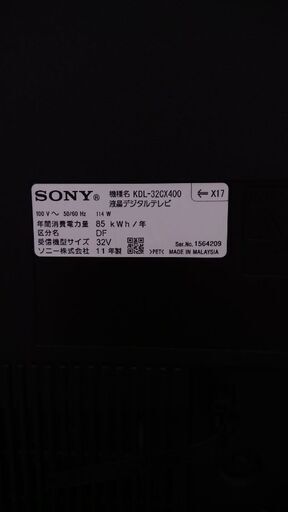 SONY® 機種名 KDL-32CX400
液晶デジタルテレビ
X17
100 V ～ 50/60 Hz 114 W
年間消費電力量 85 kWh/年
区分名 DF
受信機型サイズ 32V
ソニー株式会社 11年製
Ser.No. 1564209
>PET< MADE IN MALAYSIA